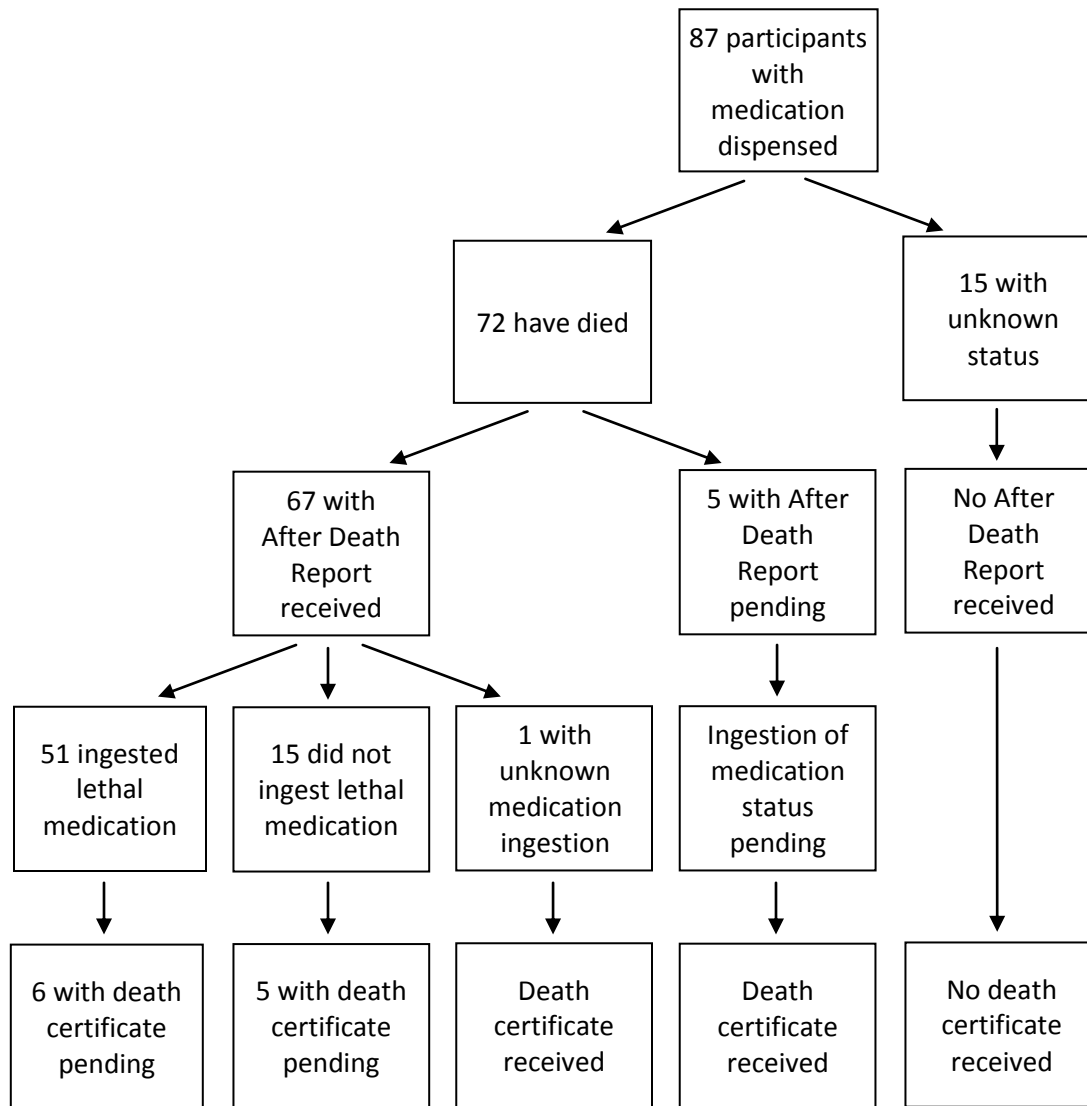 87 participants
with
medication
dispensed
72 have died
15 with
unknown
status
67 with
After Death
Report
received
5 with After
Death
Report
pending
No After
Death
Report
received
51 ingested
lethal
medication
15 did not
ingest lethal
medication
1 with
unknown
medication
ingestion
Ingestion of
medication
status
pending
6 with death
certificate
pending
5 with death
certificate
pending
Death
certificate
received
Death
certificate
received
No death
certificate
received